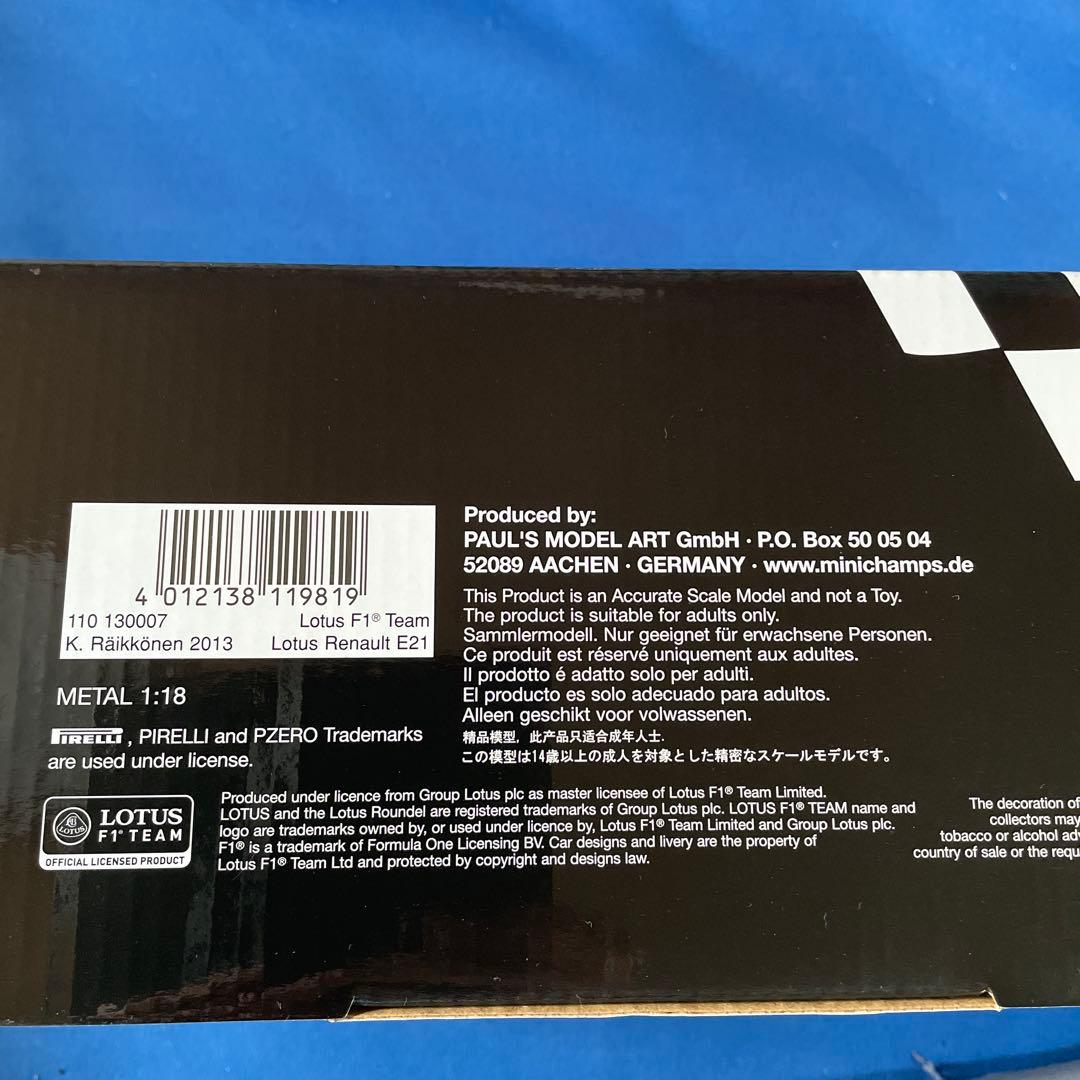 4 012138 119819
110 130007 Lotus F1® Team
K. Räikkönen 2013 Lotus Renault E21
METAL 1:18
PIRELLI, PIRELLI and PZERO Trademarks
are used under license.
LOTUS
F1® TEAM
OFFICIAL LICENSED PRODUCT
Produced by:
PAUL'S MODEL ART GmbH · P.O. Box 50 05 04
52089 AACHEN · GERMANY · www.minichamps.de
This Product is an Accurate Scale Model and not a Toy.
The product is suitable for adults only.
Sammlermodell. Nur geeignet für erwachsene Personen.
Ce produit est réservé uniquement aux adultes.
Il prodotto é adatto solo per adulti.
El producto es solo adecuado para adultos.
Alleen geschikt voor volwassenen.
精品模型，此产品只适合成年人士.
この模型は14歳以上の成人を対象とした精密なスケールモデルです。
Produced under licence from Group Lotus plc as master licensee of Lotus F1® Team Limited.
LOTUS and the Lotus Roundel are registered trademarks of Group Lotus plc. LOTUS F1® TEAM name and
logo are trademarks owned by, or used under licence by, Lotus F1® Team Limited and Group Lotus plc.
F1® is a trademark of Formula One Licensing BV. Car designs and livery are the property of
Lotus F1® Team Ltd and protected by copyright and designs law.
The decoration of
collectors may
tobacco or alcohol
country of sale or the